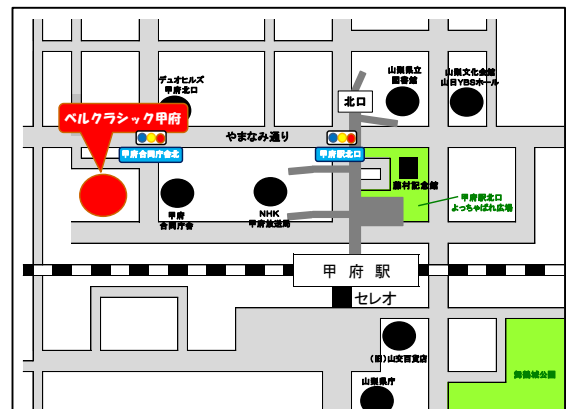 デュオヒルズ
甲府北口
山梨県立
図書館
山梨文化会館
山日YBSホール
北口
ベルクラシック甲府
やまなみ通り
甲府合同庁舎北
甲府駅北口
藤村記念館
甲府駅北口
よっちゃばれ広場
甲府
合同庁舎
NHK
甲府放送局
甲府駅
セレオ
(旧)山交百貨店
舞鶴城公園
山梨県庁